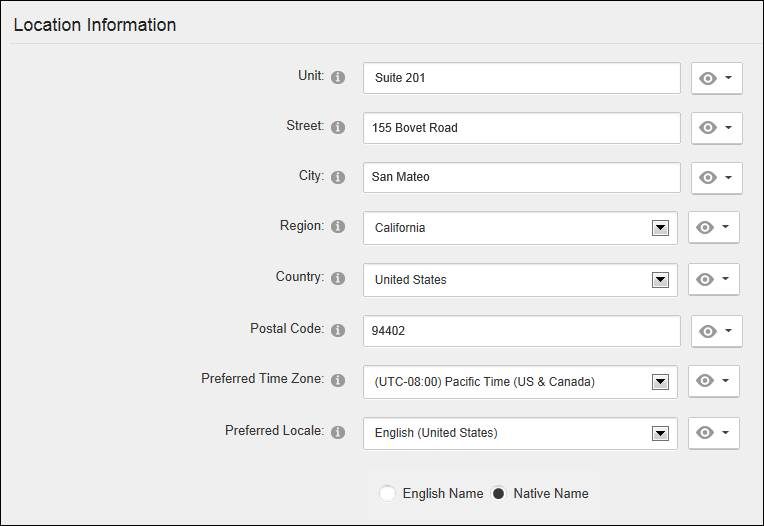 Location Information
Unit: Suite 201
Street: 155 Bovet Road
City: San Mateo
Region: California
Country: United States
Postal Code: 94402
Preferred Time Zone: (UTC-08:00) Pacific Time (US & Canada)
Preferred Locale: English (United States)
English Name Native Name